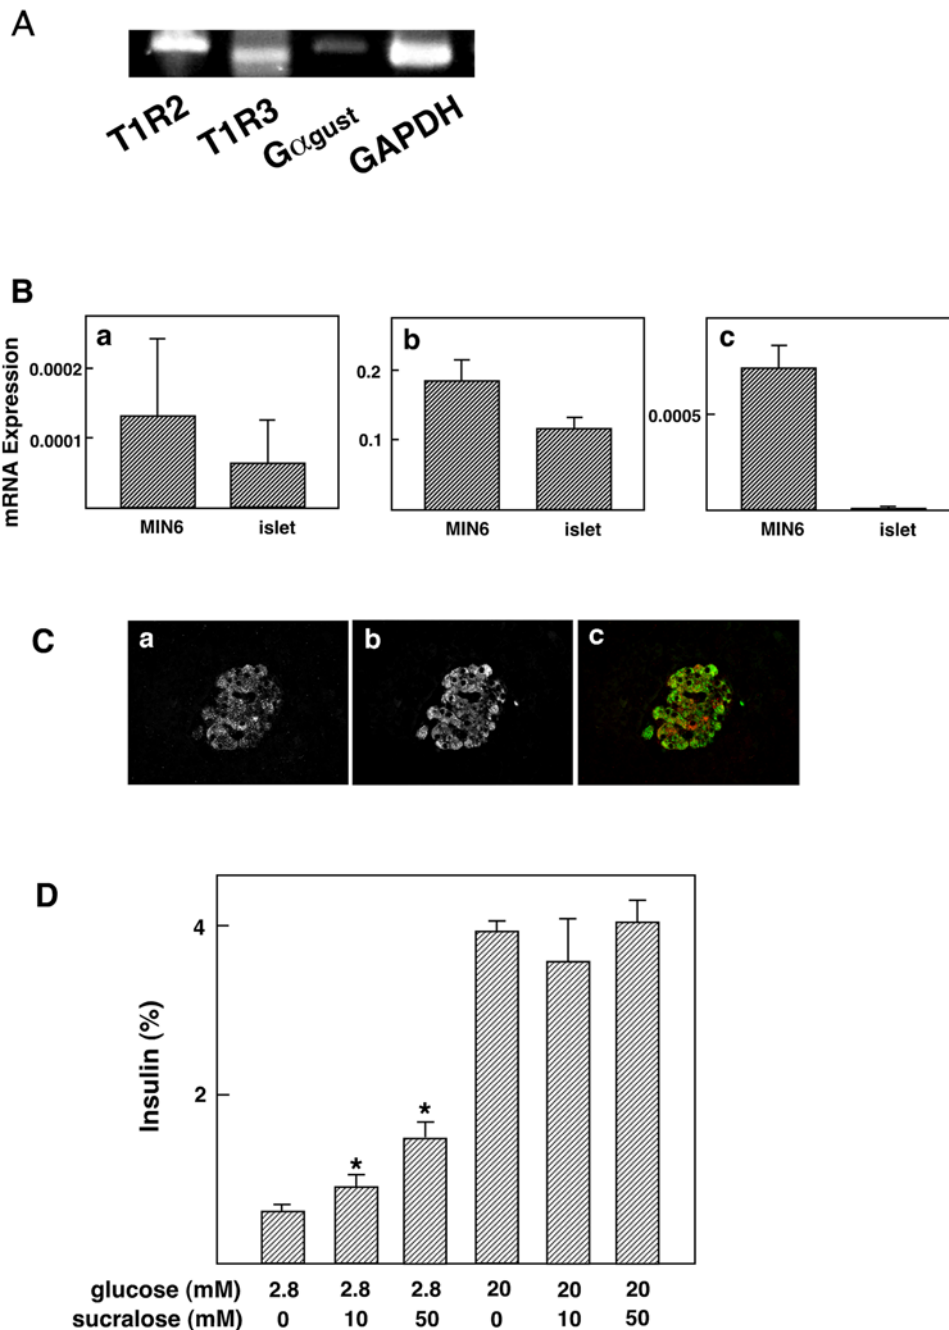 A
T1R2 T1R3 Gαgust GAPDH
B
mRNA Expression
a
0.0002
0.0001
MIN6 islet
b
0.2
0.1
MIN6 islet
c
0.0005
MIN6 islet
C
a b c
D
Insulin (%)
4
2
* *
glucose (mM) 2.8 2.8 2.8 20 20 20
sucralose (mM) 0 10 50 0 10 50